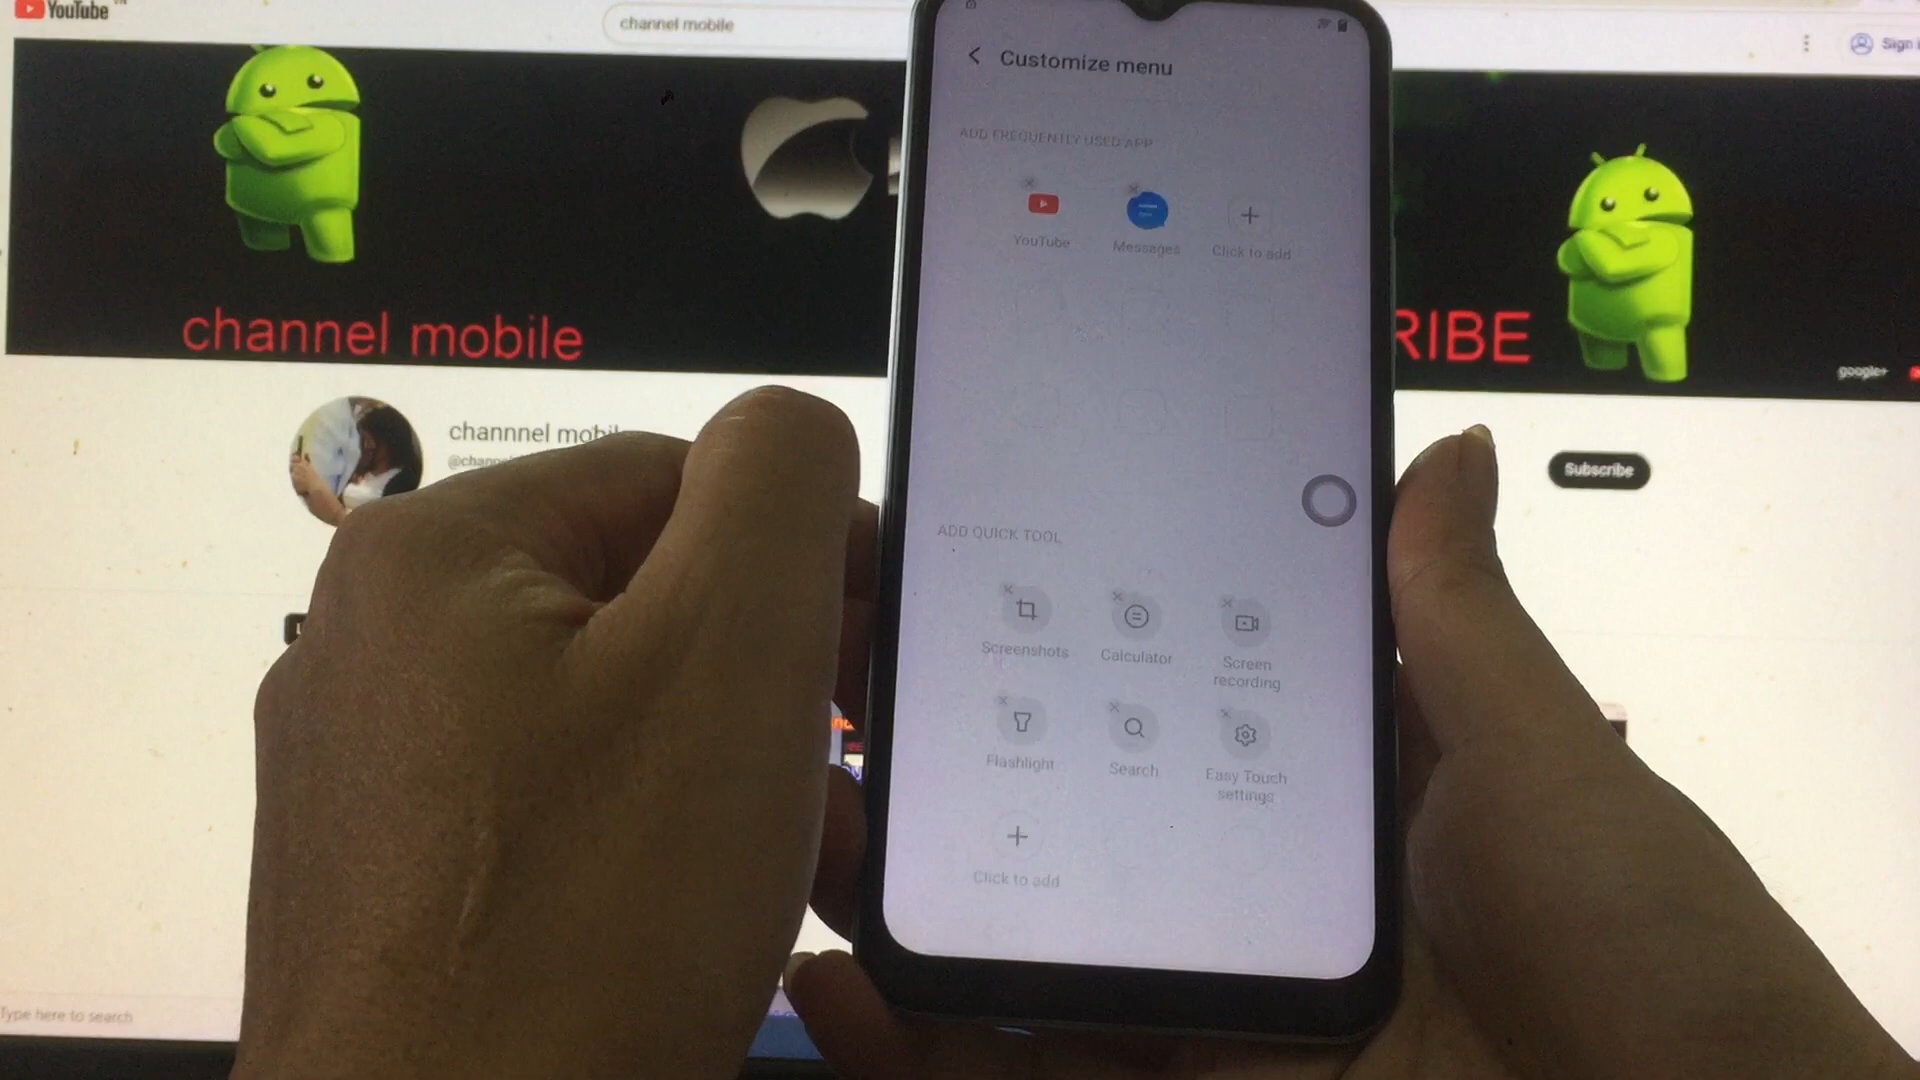 YouTube VN
channel mobile
Sign
channel mobile
RIBE
google+
channnel mobil
Subscribe
Customize menu
ADD FREQUENTLY USED APP
YouTube
Messages
Click to add
ADD QUICK TOOL
Screenshots
Calculator
Screen
recording
Flashlight
Search
Easy Touch
settings
Click to add
Type here to search